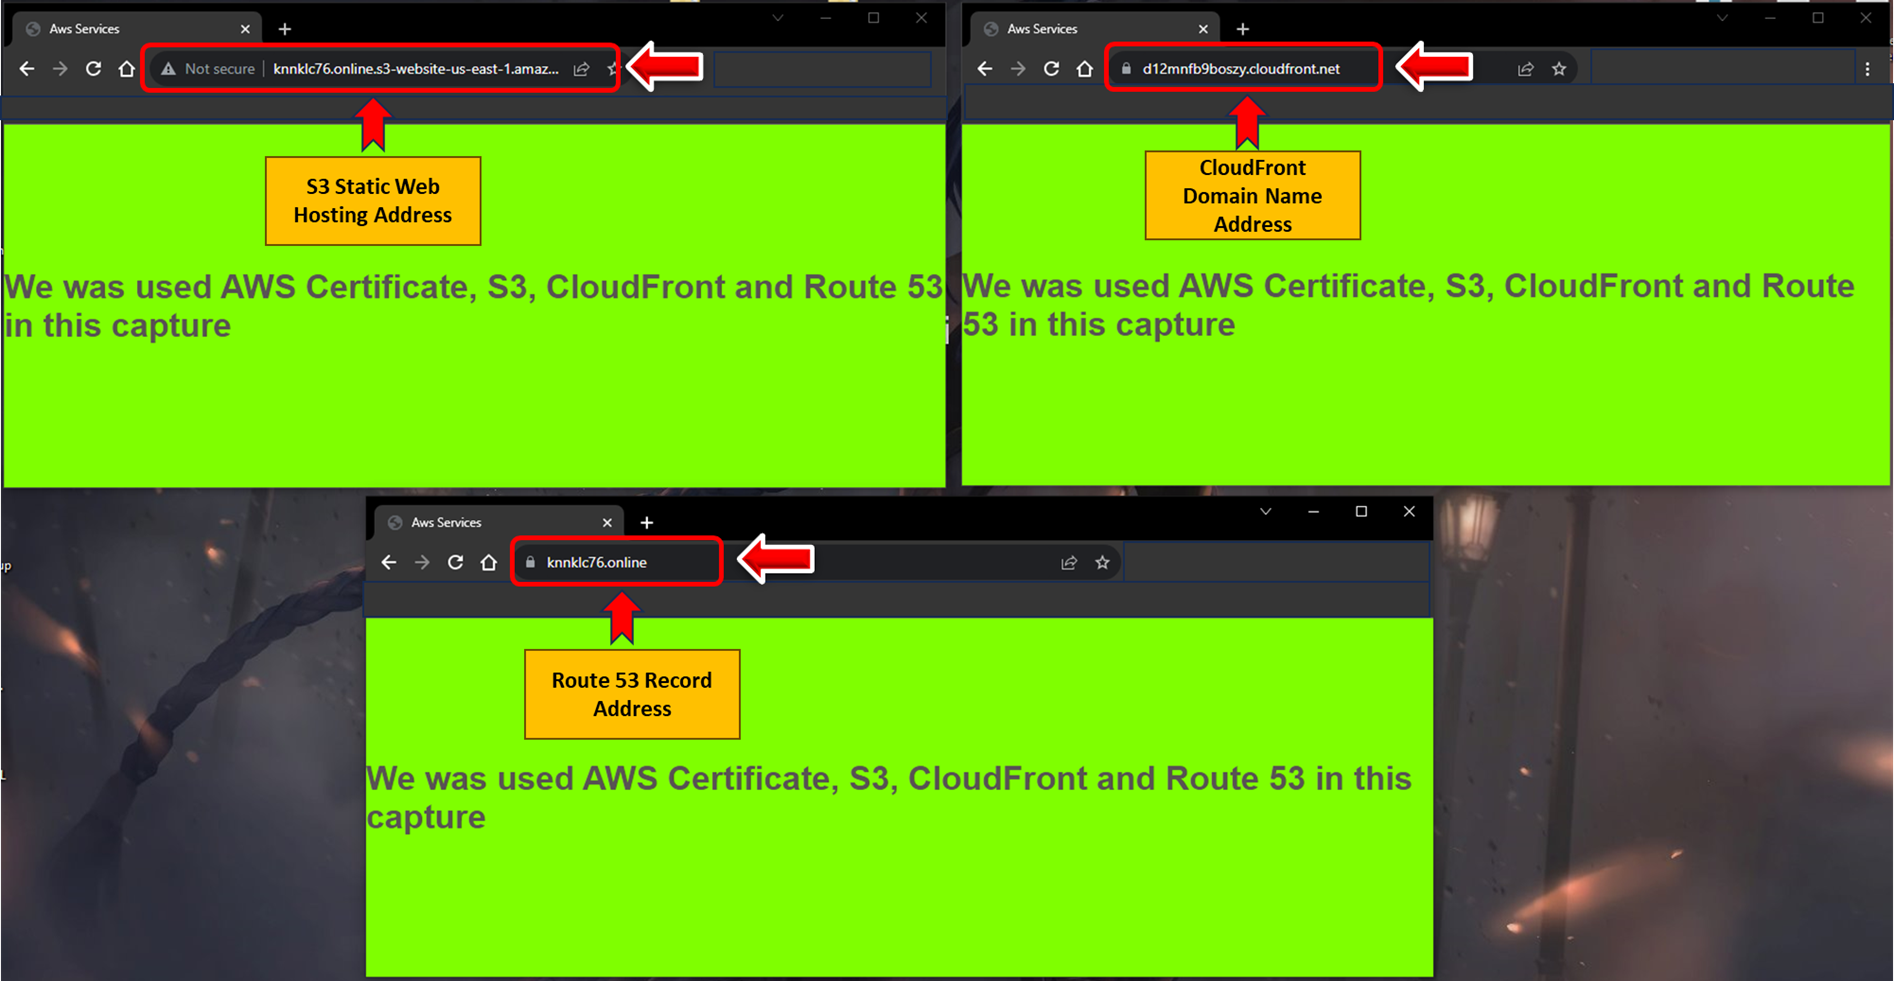 Aws Services
Not secure | knnklc76.online.s3-website-us-east-1.amaz...
S3 Static Web
Hosting Address
We was used AWS Certificate, S3, CloudFront and Route 53
in this capture
Aws Services
d12mnfb9boszy.cloudfront.net
CloudFront
Domain Name
Address
We was used AWS Certificate, S3, CloudFront and Route
53 in this capture
Aws Services
knnklc76.online
Route 53 Record
Address
We was used AWS Certificate, S3, CloudFront and Route 53 in this
capture